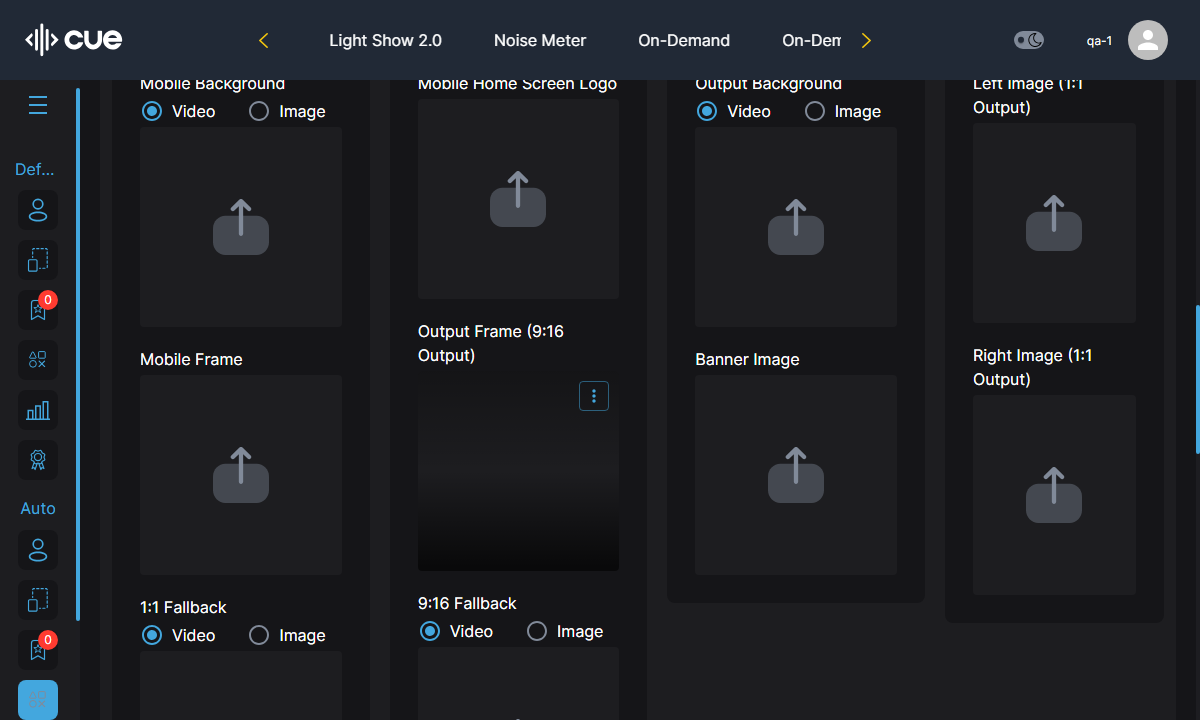 cue
Light Show 2.0
Noise Meter
On-Demand
On-Dem
qa-1
Def...
0
Auto
0
Mobile Background
Video
Image
Mobile Frame
1:1 Fallback
Video
Image
Mobile Home Screen Logo
Output Frame (9:16
Output)
9:16 Fallback
Video
Image
Output Background
Video
Image
Banner Image
Left Image (1:1
Output)
Right Image (1:1
Output)